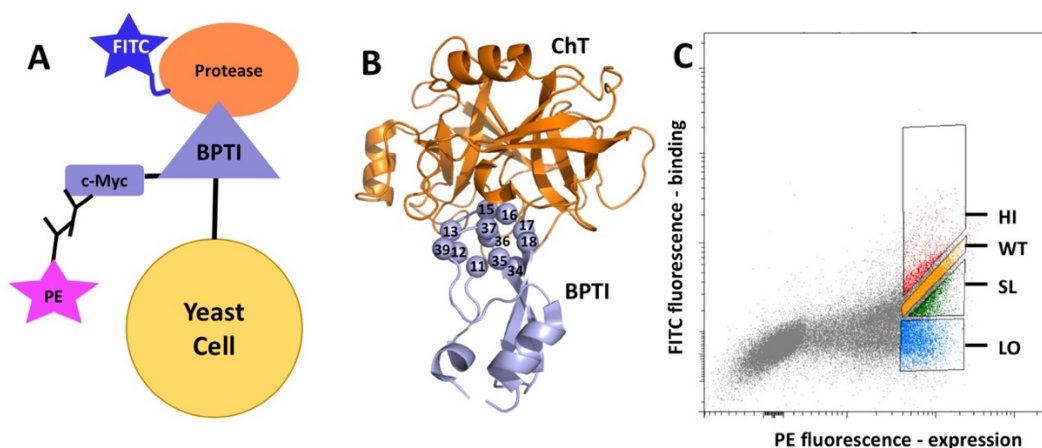 A
FITC
Protease
BPTI
c-Myc
PE
Yeast
Cell
B
ChT
15
16
13
37
17
39
12
36
18
11
35
34
BPTI
C
FITC fluorescence - binding
HI
WT
SL
LO
PE fluorescence - expression